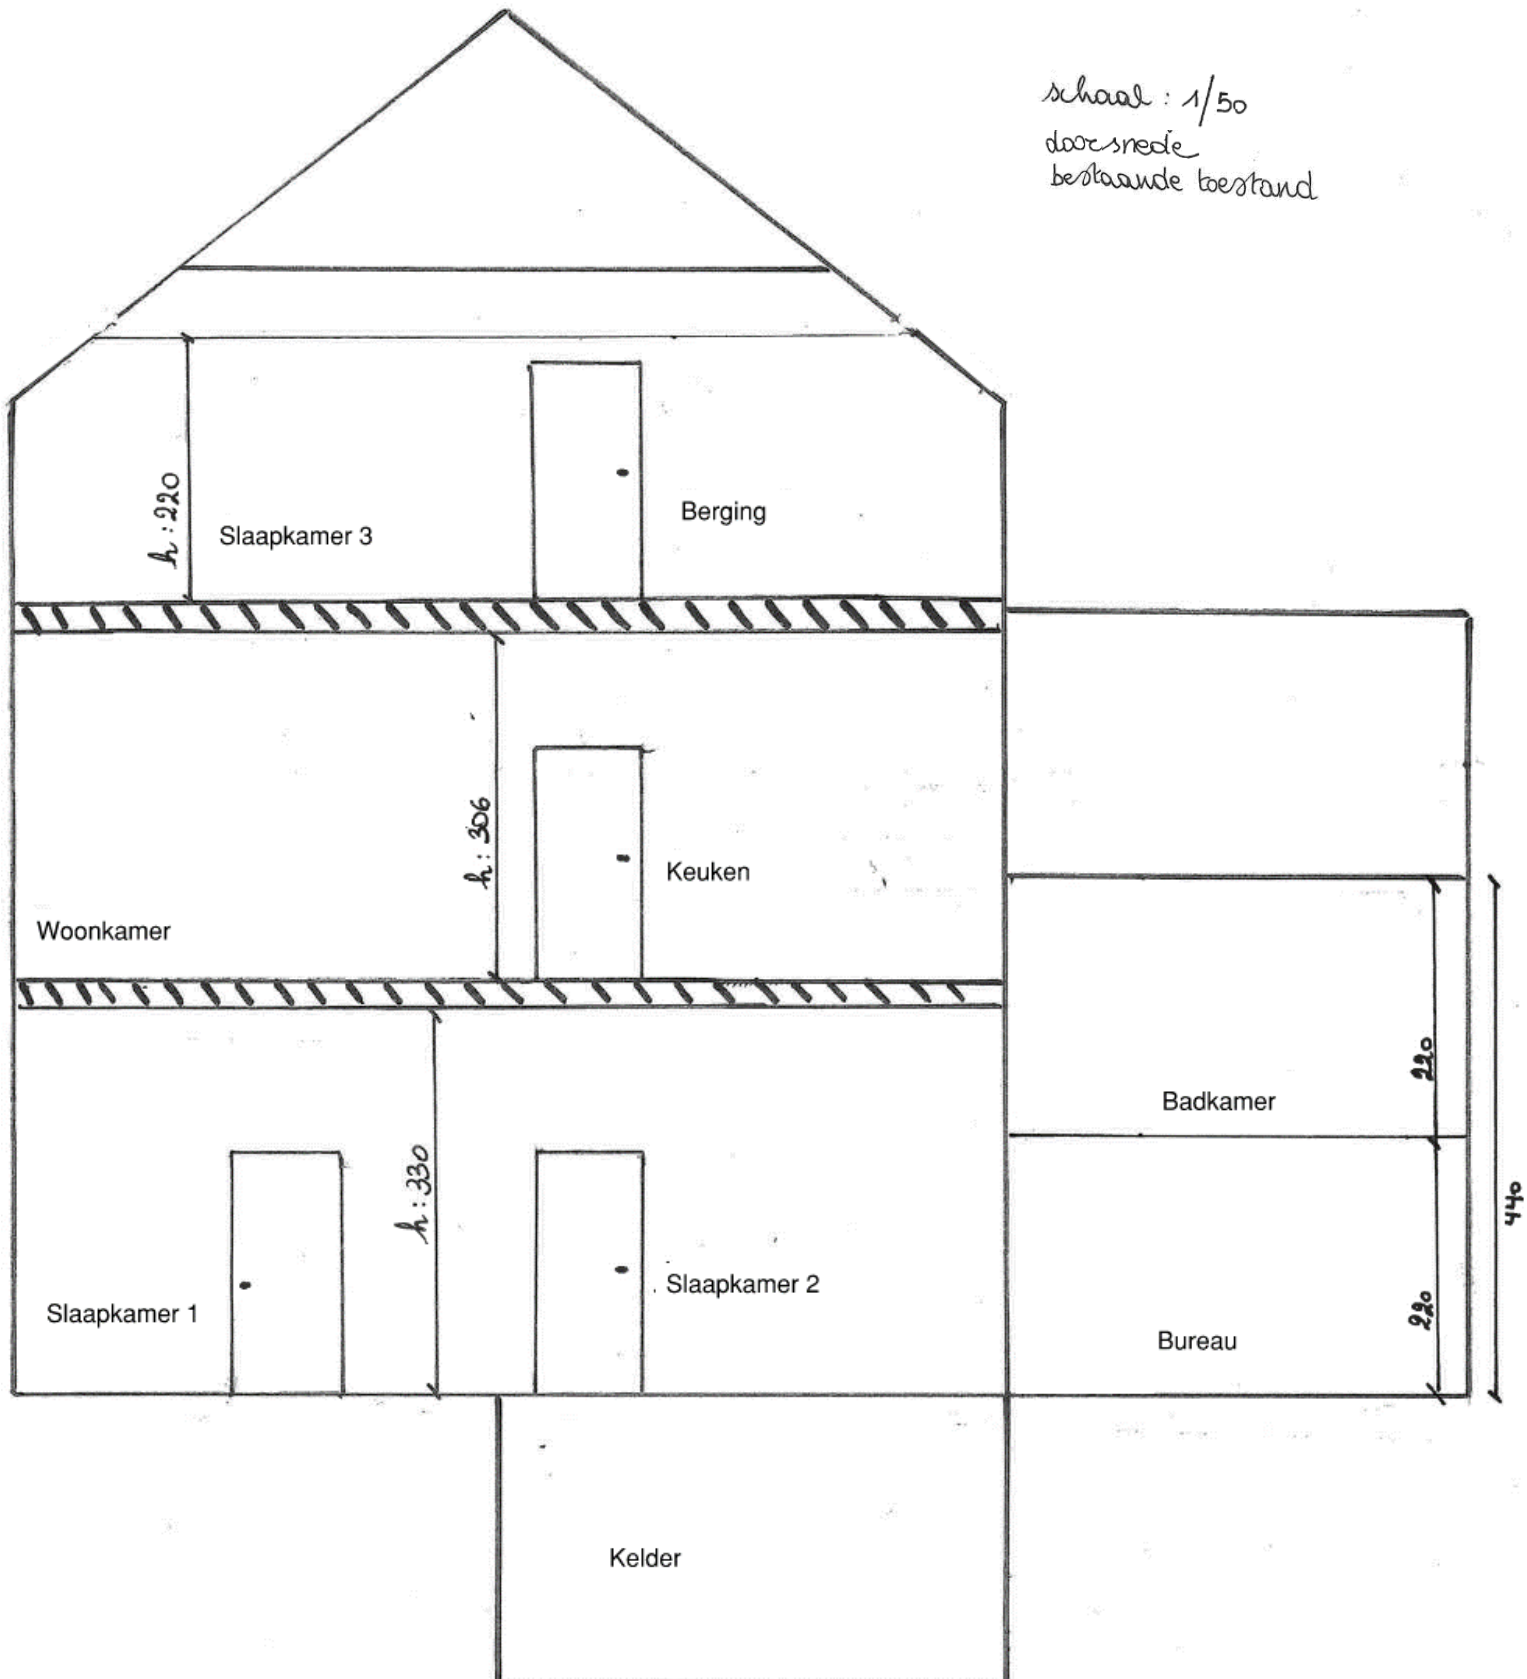 schaal : 1/50
doorsnede
bestaande toestand
h : 220
Slaapkamer 3
Berging
h : 306
Keuken
Woonkamer
220
Badkamer
h : 330
440
Slaapkamer 2
Slaapkamer 1
220
Bureau
Kelder